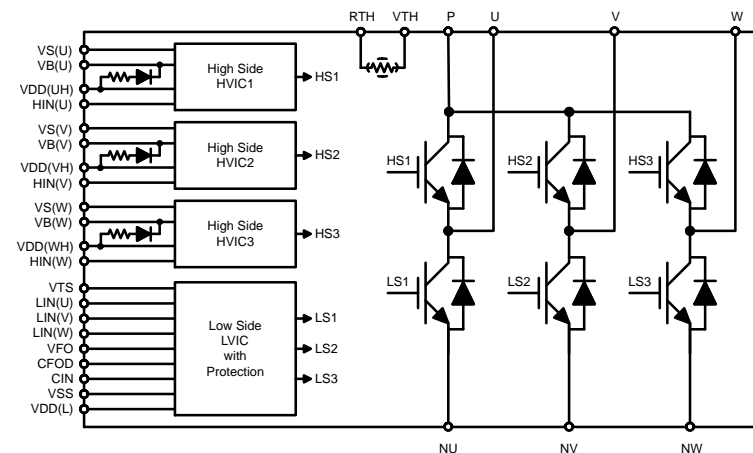 RTH VTH P U V W
VS(U)
VB(U)
VDD(UH)
HIN(U)
High Side
HVIC1
HS1
VS(V)
VB(V)
VDD(VH)
HIN(V)
High Side
HVIC2
HS2
VS(W)
VB(W)
VDD(WH)
HIN(W)
High Side
HVIC3
HS3
VTS
LIN(U)
LIN(V)
LIN(W)
VFO
CFOD
CIN
VSS
VDD(L)
Low Side
LVIC
with
Protection
LS1
LS2
LS3
HS1 HS2 HS3
LS1 LS2 LS3
NU NV NW